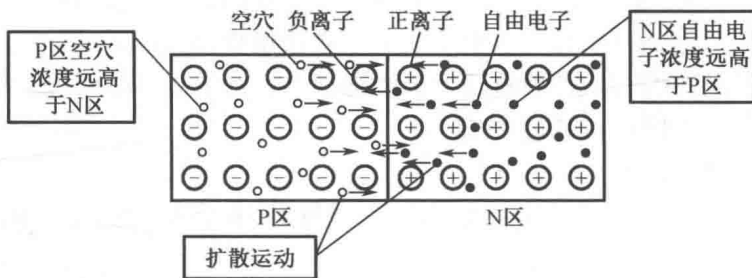 空穴 负离子 正离子 自由电子
P区空穴
浓度远高
于N区
N区自由电
子浓度远高
于P区
P区 N区
扩散运动